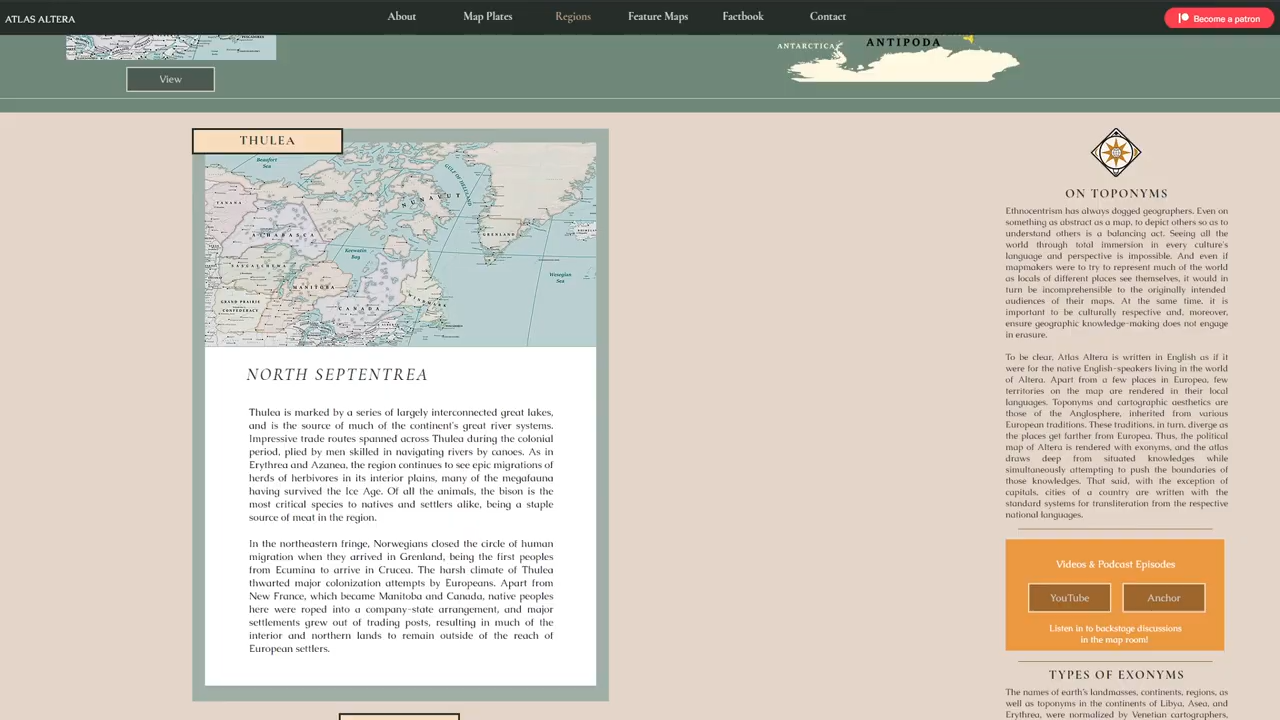 ATLAS ALTERA
About
Map Plates
Regions
Feature Maps
Factbook
Contact
Become a patron
View
ANTARCTICA
ANTIPODA
THULEA
Beaufort
Sea
NUNAVUT
TANANA
ATHABASCA
Keewatin
Bay
GRENLAND
Wenegian
Sea
ASSINIBOIA
GRAND PRAIRIE
CONFEDERACY
MANITOBA
CANADA
NORTH SEPTENTREA
Thulea is marked by a series of largely interconnected great lakes,
and is the source of much of the continent's great river systems.
Impressive trade routes spanned across Thulea during the colonial
period, plied by men skilled in navigating rivers by canoes. As in
Erythrea and Azanea, the region continues to see epic migrations of
herds of herbivores in its interior plains, many of the megafauna
having survived the Ice Age. Of all the animals, the bison is the
most critical species to natives and settlers alike, being a staple
source of meat in the region.
In the northeastern fringe, Norwegians closed the circle of human
migration when they arrived in Grenland, being the first peoples
from Ecumina to arrive in Crucea. The harsh climate of Thulea
thwarted major colonization attempts by Europeans. Apart from
New France, which became Manitoba and Canada, native peoples
here were roped into a company-state arrangement, and major
settlements grew out of trading posts, resulting in much of the
interior and northern lands to remain outside of the reach of
European settlers.
ON TOPONYMS
Ethnocentrism has always dogged geographers. Even on
something as abstract as a map, to depict others so as to
understand others is a balancing act. Seeing all the
world through total immersion in every culture's
language and perspective is impossible. And even if
mapmakers were to try to represent much of the world
as locals of different places see themselves, it would in
turn be incomprehensible to the originally intended
audiences of their maps. At the same time, it is
important to be culturally respective and, moreover,
ensure geographic knowledge-making does not engage
in erasure.
To be clear, Atlas Altera is written in English as if it
were for the native English-speakers living in the world
of Altera. Apart from a few places in Europea, few
territories on the map are rendered in their local
languages. Toponyms and cartographic aesthetics are
those of the Anglosphere, inherited from various
European traditions. These traditions, in turn, diverge as
the places get farther from Europea. Thus, the political
map of Altera is rendered with exonyms, and the atlas
draws deep from situated knowledges while
simultaneously attempting to push the boundaries of
those knowledges. That said, with the exception of
capitals, cities of a country are written with the
standard systems for transliteration from the respective
national languages.
Videos & Podcast Episodes
YouTube
Anchor
Listen in to backstage discussions
in the map room!
TYPES OF EXONYMS
The names of earth's landmasses, continents, regions, as
well as toponyms in the continents of Libya, Asea, and
Erythrea, were normalized by Venetian cartographers,